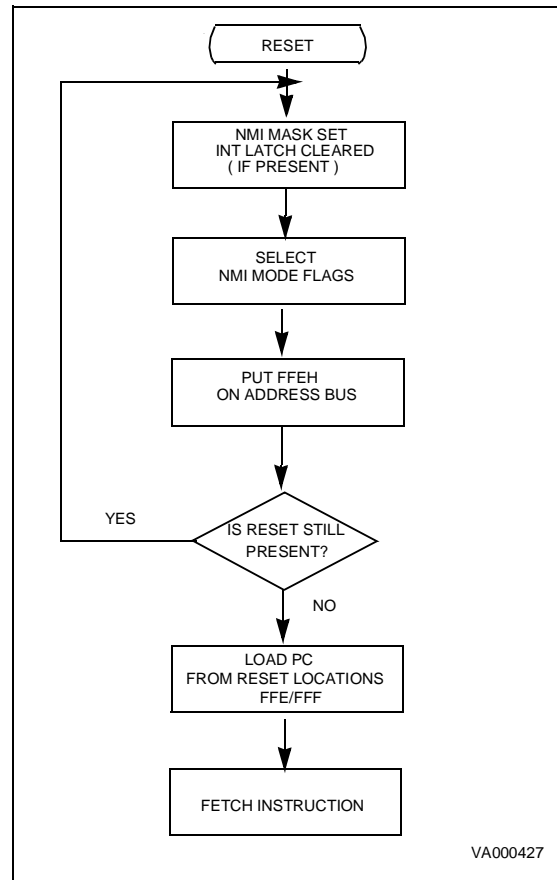 RESET
NMI MASK SET
INT LATCH CLEARED
( IF PRESENT )
SELECT
NMI MODE FLAGS
PUT FFEH
ON ADDRESS BUS
YES
IS RESET STILL
PRESENT?
NO
LOAD PC
FROM RESET LOCATIONS
FFE/FFF
FETCH INSTRUCTION
VA000427